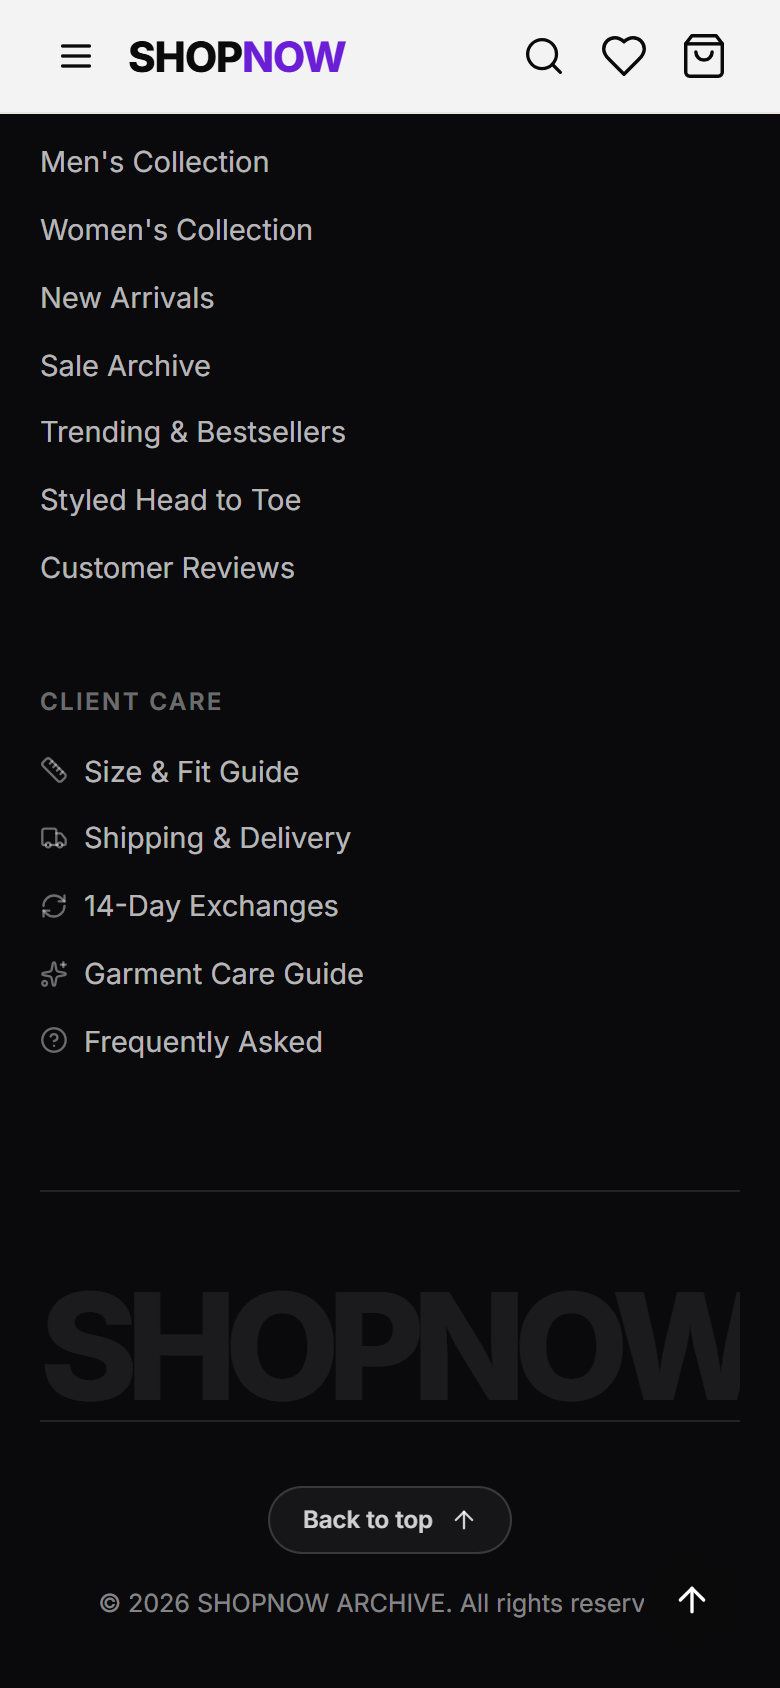 SHOPNOW
Men's Collection
Women's Collection
New Arrivals
Sale Archive
Trending & Bestsellers
Styled Head to Toe
Customer Reviews
CLIENT CARE
Size & Fit Guide
Shipping & Delivery
14-Day Exchanges
Garment Care Guide
Frequently Asked
SHOPNOW
Back to top
© 2026 SHOPNOW ARCHIVE. All rights reserv